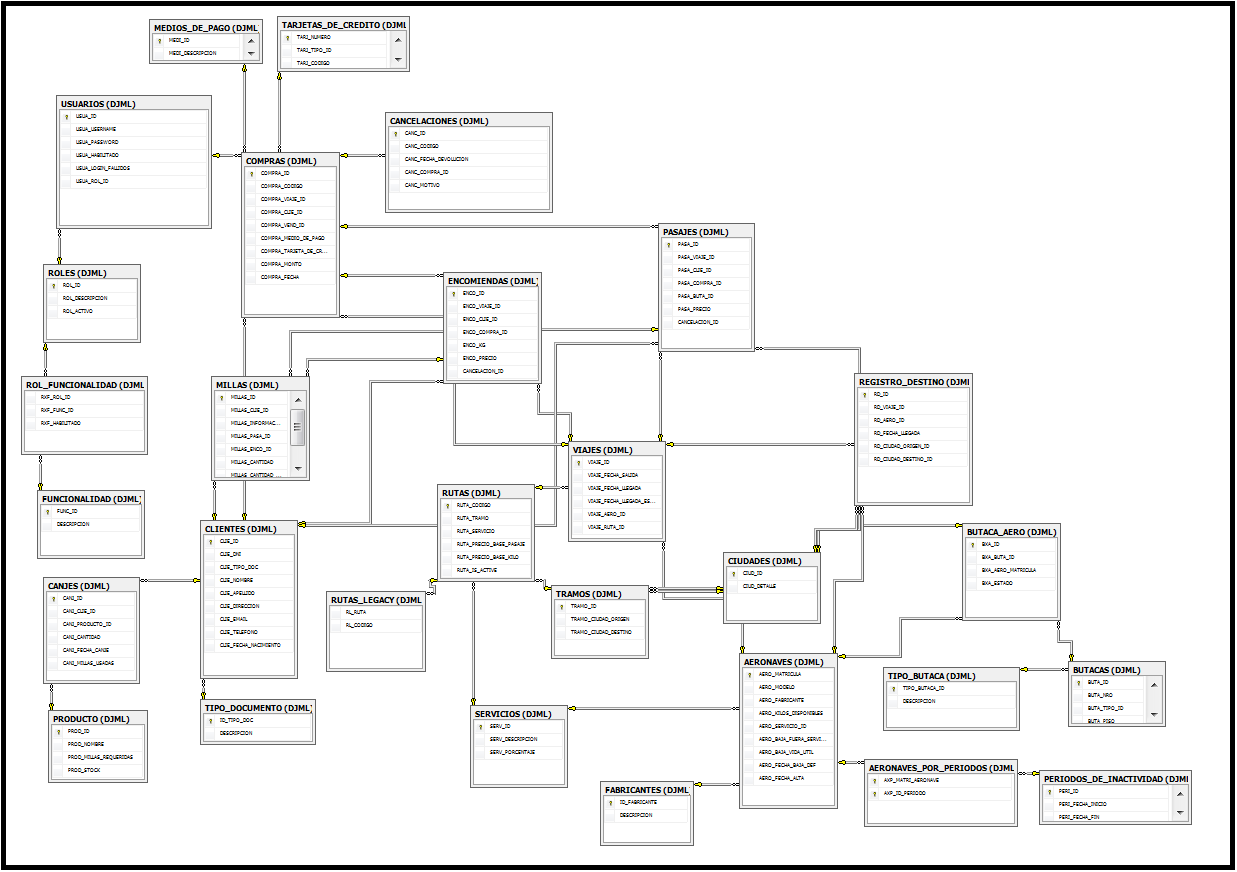 MEDIOS_DE_PAGO (DJML
MEDI_ID
MEDI_DESCRIPCION
TARJETAS_DE_CREDITO (DJML
TARJ_NUMERO
TARJ_TIPO_ID
TARJ_CODIGO
USUARIOS (DJML)
USUA_ID
USUA_USERNAME
USUA_PASSWORD
USUA_HABILITADO
USUA_LOGIN_FALLIDOS
USUA_ROL_ID
CANCELACIONES (DJML)
CANC_ID
CANC_CODIGO
CANC_FECHA_DEVOLUCION
CANC_COMPRA_ID
CANC_MOTIVO
COMPRAS (DJML)
COMPRA_ID
COMPRA_CODIGO
COMPRA_VIAJE_ID
COMPRA_CLIE_ID
COMPRA_VEND_ID
COMPRA_MEDIO_DE_PAGO
COMPRA_TARJETA_DE_CR...
COMPRA_MONTO
COMPRA_FECHA
PASAJES (DJML)
PASA_ID
PASA_VIAJE_ID
PASA_CLIE_ID
PASA_COMPRA_ID
PASA_BUTA_ID
PASA_PRECIO
CANCELACION_ID
ROLES (DJML)
ROL_ID
ROL_DESCRIPCION
ROL_ACTIVO
ENCOMIENDAS (DJML
ENCO_ID
ENCO_VIAJE_ID
ENCO_CLIE_ID
ENCO_COMPRA_ID
ENCO_KG
ENCO_PRECIO
CANCELACION_ID
ROL_FUNCIONALIDAD (DJML
RXF_ROL_ID
RXF_FUNC_ID
RXF_HABILITADO
MILLAS (DJML)
MILLAS_ID
MILLAS_CLIE_ID
MILLAS_INFORMAC...
MILLAS_PASA_ID
MILLAS_ENCO_ID
MILLAS_CANTIDAD
MILLAS_CANTIDAD_...
REGISTRO_DESTINO (DJML
RD_ID
RD_VIAJE_ID
RD_AERO_ID
RD_FECHA_LLEGADA
RD_CIUDAD_ORIGEN_ID
RD_CIUDAD_DESTINO_ID
VIAJES (DJML)
VIAJE_ID
VIAJE_FECHA_SALIDA
VIAJE_FECHA_LLEGADA
VIAJE_FECHA_LLEGADA_ES...
VIAJE_AERO_ID
VIAJE_RUTA_ID
RUTAS (DJML)
RUTA_CODIGO
RUTA_TRAMO
RUTA_SERVICIO
RUTA_PRECIO_BASE_PASAJE
RUTA_PRECIO_BASE_KILO
RUTA_IS_ACTIVE
FUNCIONALIDAD (DJML)
FUNC_ID
DESCRIPCION
CLIENTES (DJML)
CLIE_ID
CLIE_DNI
CLIE_TIPO_DOC
CLIE_NOMBRE
CLIE_APELLIDO
CLIE_DIRECCION
CLIE_EMAIL
CLIE_TELEFONO
CLIE_FECHA_NACIMIENTO
BUTACA_AERO (DJML)
BXA_ID
BXA_BUTA_ID
BXA_AERO_MATRICULA
BXA_ESTADO
CIUDADES (DJML)
CIUD_ID
CIUD_DETALLE
CANJES (DJML)
CANJ_ID
CANJ_CLIE_ID
CANJ_PRODUCTO_ID
CANJ_CANTIDAD
CANJ_FECHA_CANJE
CANJ_MILLAS_USADAS
RUTAS_LEGACY (DJML
RL_RUTA
RL_CODIGO
TRAMOS (DJML)
TRAMO_ID
TRAMO_CIUDAD_ORIGEN
TRAMO_CIUDAD_DESTINO
AERONAVES (DJML)
AERO_MATRICULA
AERO_MODELO
AERO_FABRICANTE
AERO_KILOS_DISPONIBLES
AERO_SERVICIO_ID
AERO_BAJA_FUERA_SERVI...
AERO_BAJA_VIDA_UTIL
AERO_FECHA_BAJA_DEF
AERO_FECHA_ALTA
TIPO_BUTACA (DJML)
TIPO_BUTACA_ID
DESCRIPCION
BUTACAS (DJML)
BUTA_ID
BUTA_NRO
BUTA_TIPO_ID
BUTA_PISO
TIPO_DOCUMENTO (DJML)
ID_TIPO_DOC
DESCRIPCION
PRODUCTO (DJML)
PROD_ID
PROD_NOMBRE
PROD_MILLAS_REQUERIDAS
PROD_STOCK
SERVICIOS (DJML)
SERV_ID
SERV_DESCRIPCION
SERV_PORCENTAJE
FABRICANTES (DJML
ID_FABRICANTE
DESCRIPCION
AERONAVES_POR_PERIODOS (DJML
AXP_MATRI_AERONAVE
AXP_ID_PERIODO
PERIODOS_DE_INACTIVIDAD (DJML
PERI_ID
PERI_FECHA_INICIO
PERI_FECHA_FIN